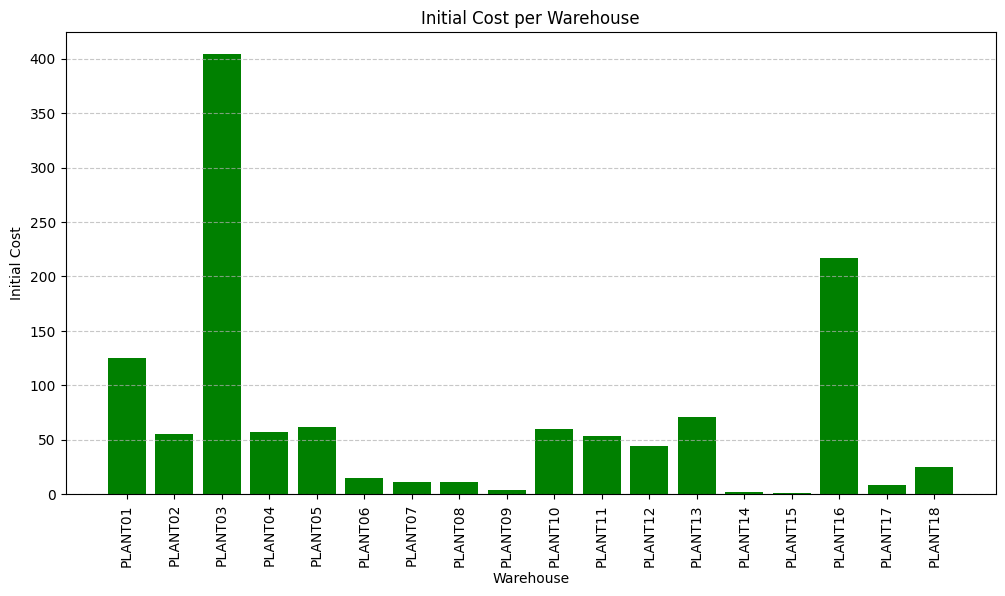 Initial Cost per Warehouse
Initial Cost
400
350
300
250
200
150
100
50
0
PLANT01
PLANT02
PLANT03
PLANT04
PLANT05
PLANT06
PLANT07
PLANT08
PLANT09
PLANT10
PLANT11
PLANT12
PLANT13
PLANT14
PLANT15
PLANT16
PLANT17
PLANT18
Warehouse